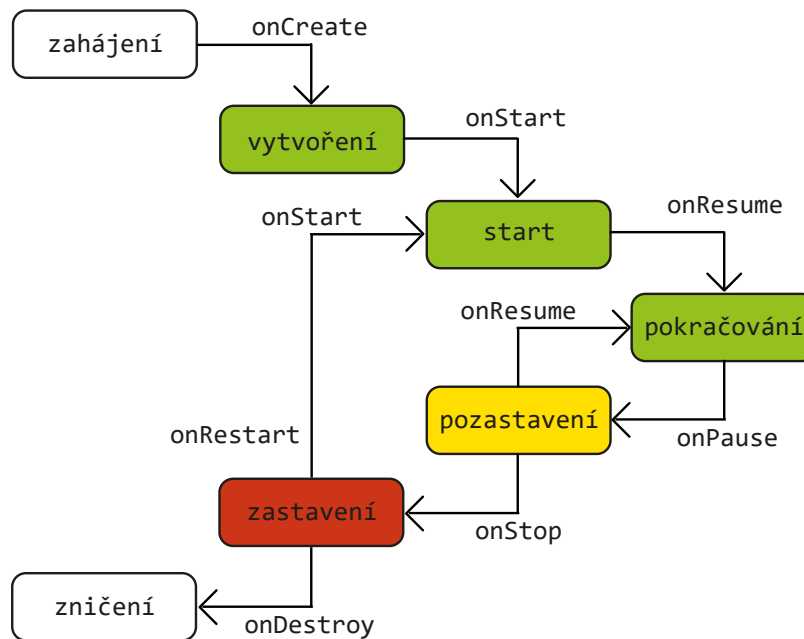 zahájení
onCreate
vytvoření
onStart
onStart
start
onResume
onResume
pokračování
pozastavení
onRestart
onPause
zastavení
onStop
zničení
onDestroy